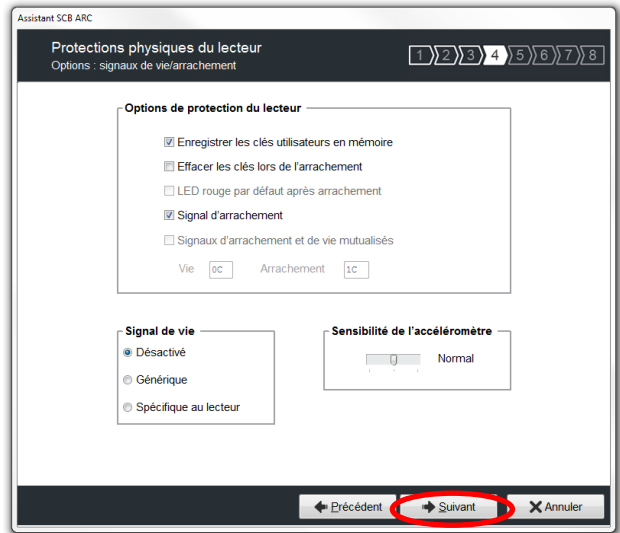 Assistant SCB ARC
Protections physiques du lecteur
Options : signaux de vie/arrachement
1 2 3 4 5 6 7 8
Options de protection du lecteur
Enregistrer les clés utilisateurs en mémoire
Effacer les clés lors de l'arrachement
LED rouge par défaut après arrachement
Signal d'arrachement
Signaux d'arrachement et de vie mutualisés
Vie 0C Arrachement 1C
Signal de vie
Désactivé
Générique
Spécifique au lecteur
Sensibilité de l'accéléromètre
Normal
Précédent Suivant Annuler